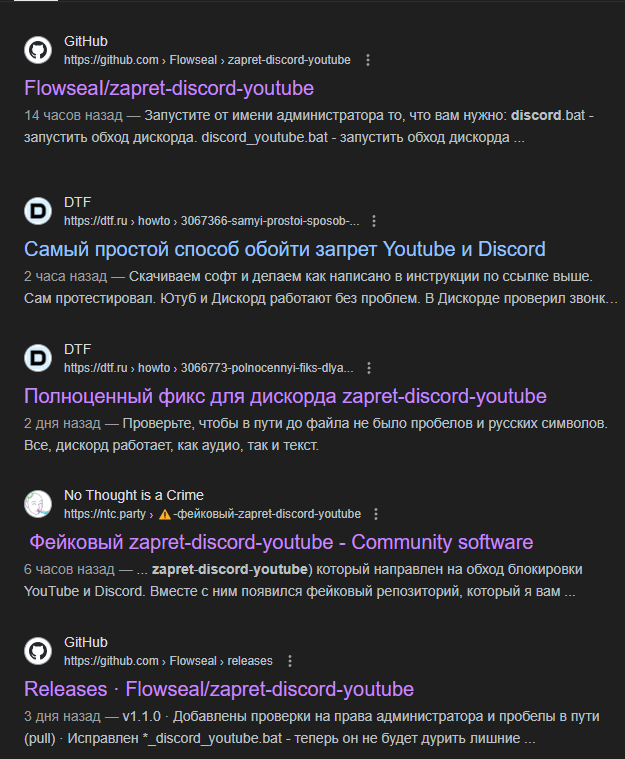 GitHub
https://github.com › Flowseal › zapret-discord-youtube
Flowseal/zapret-discord-youtube
14 часов назад — Запустите от имени администратора то, что вам нужно: discord.bat -
запустить обход дискорда. discord_youtube.bat - запустить обход дискорда ...
DTF
https://dtf.ru › howto › 3067366-samyi-prostoi-sposob-...
Самый простой способ обойти запрет Youtube и Discord
2 часа назад — Скачиваем софт и делаем как написано в инструкции по ссылке выше.
Сам протестировал. Ютуб и Дискорд работают без проблем. В Дискорде проверил звонк…
DTF
https://dtf.ru › howto › 3066773-polnocennyi-fiks-dlya...
Полноценный фикс для дискорда zapret-discord-youtube
2 дня назад — Проверьте, чтобы в пути до файла не было пробелов и русских символов.
Все, дискорд работает, как аудио, так и текст.
No Thought is a Crime
https://ntc.party › ⚠-фейковый-zapret-discord-youtube
Фейковый zapret-discord-youtube - Community software
6 часов назад — ... zapret-discord-youtube) который направлен на обход блокировки
YouTube и Discord. Вместе с ним появился фейковый репозиторий, который я вам ...
GitHub
https://github.com › Flowseal › releases
Releases · Flowseal/zapret-discord-youtube
3 дня назад — v1.1.0 · Добавлены проверки на права администратора и пробелы в пути
(pull) · Исправлен *_discord_youtube.bat - теперь он не будет дурить лишние ...